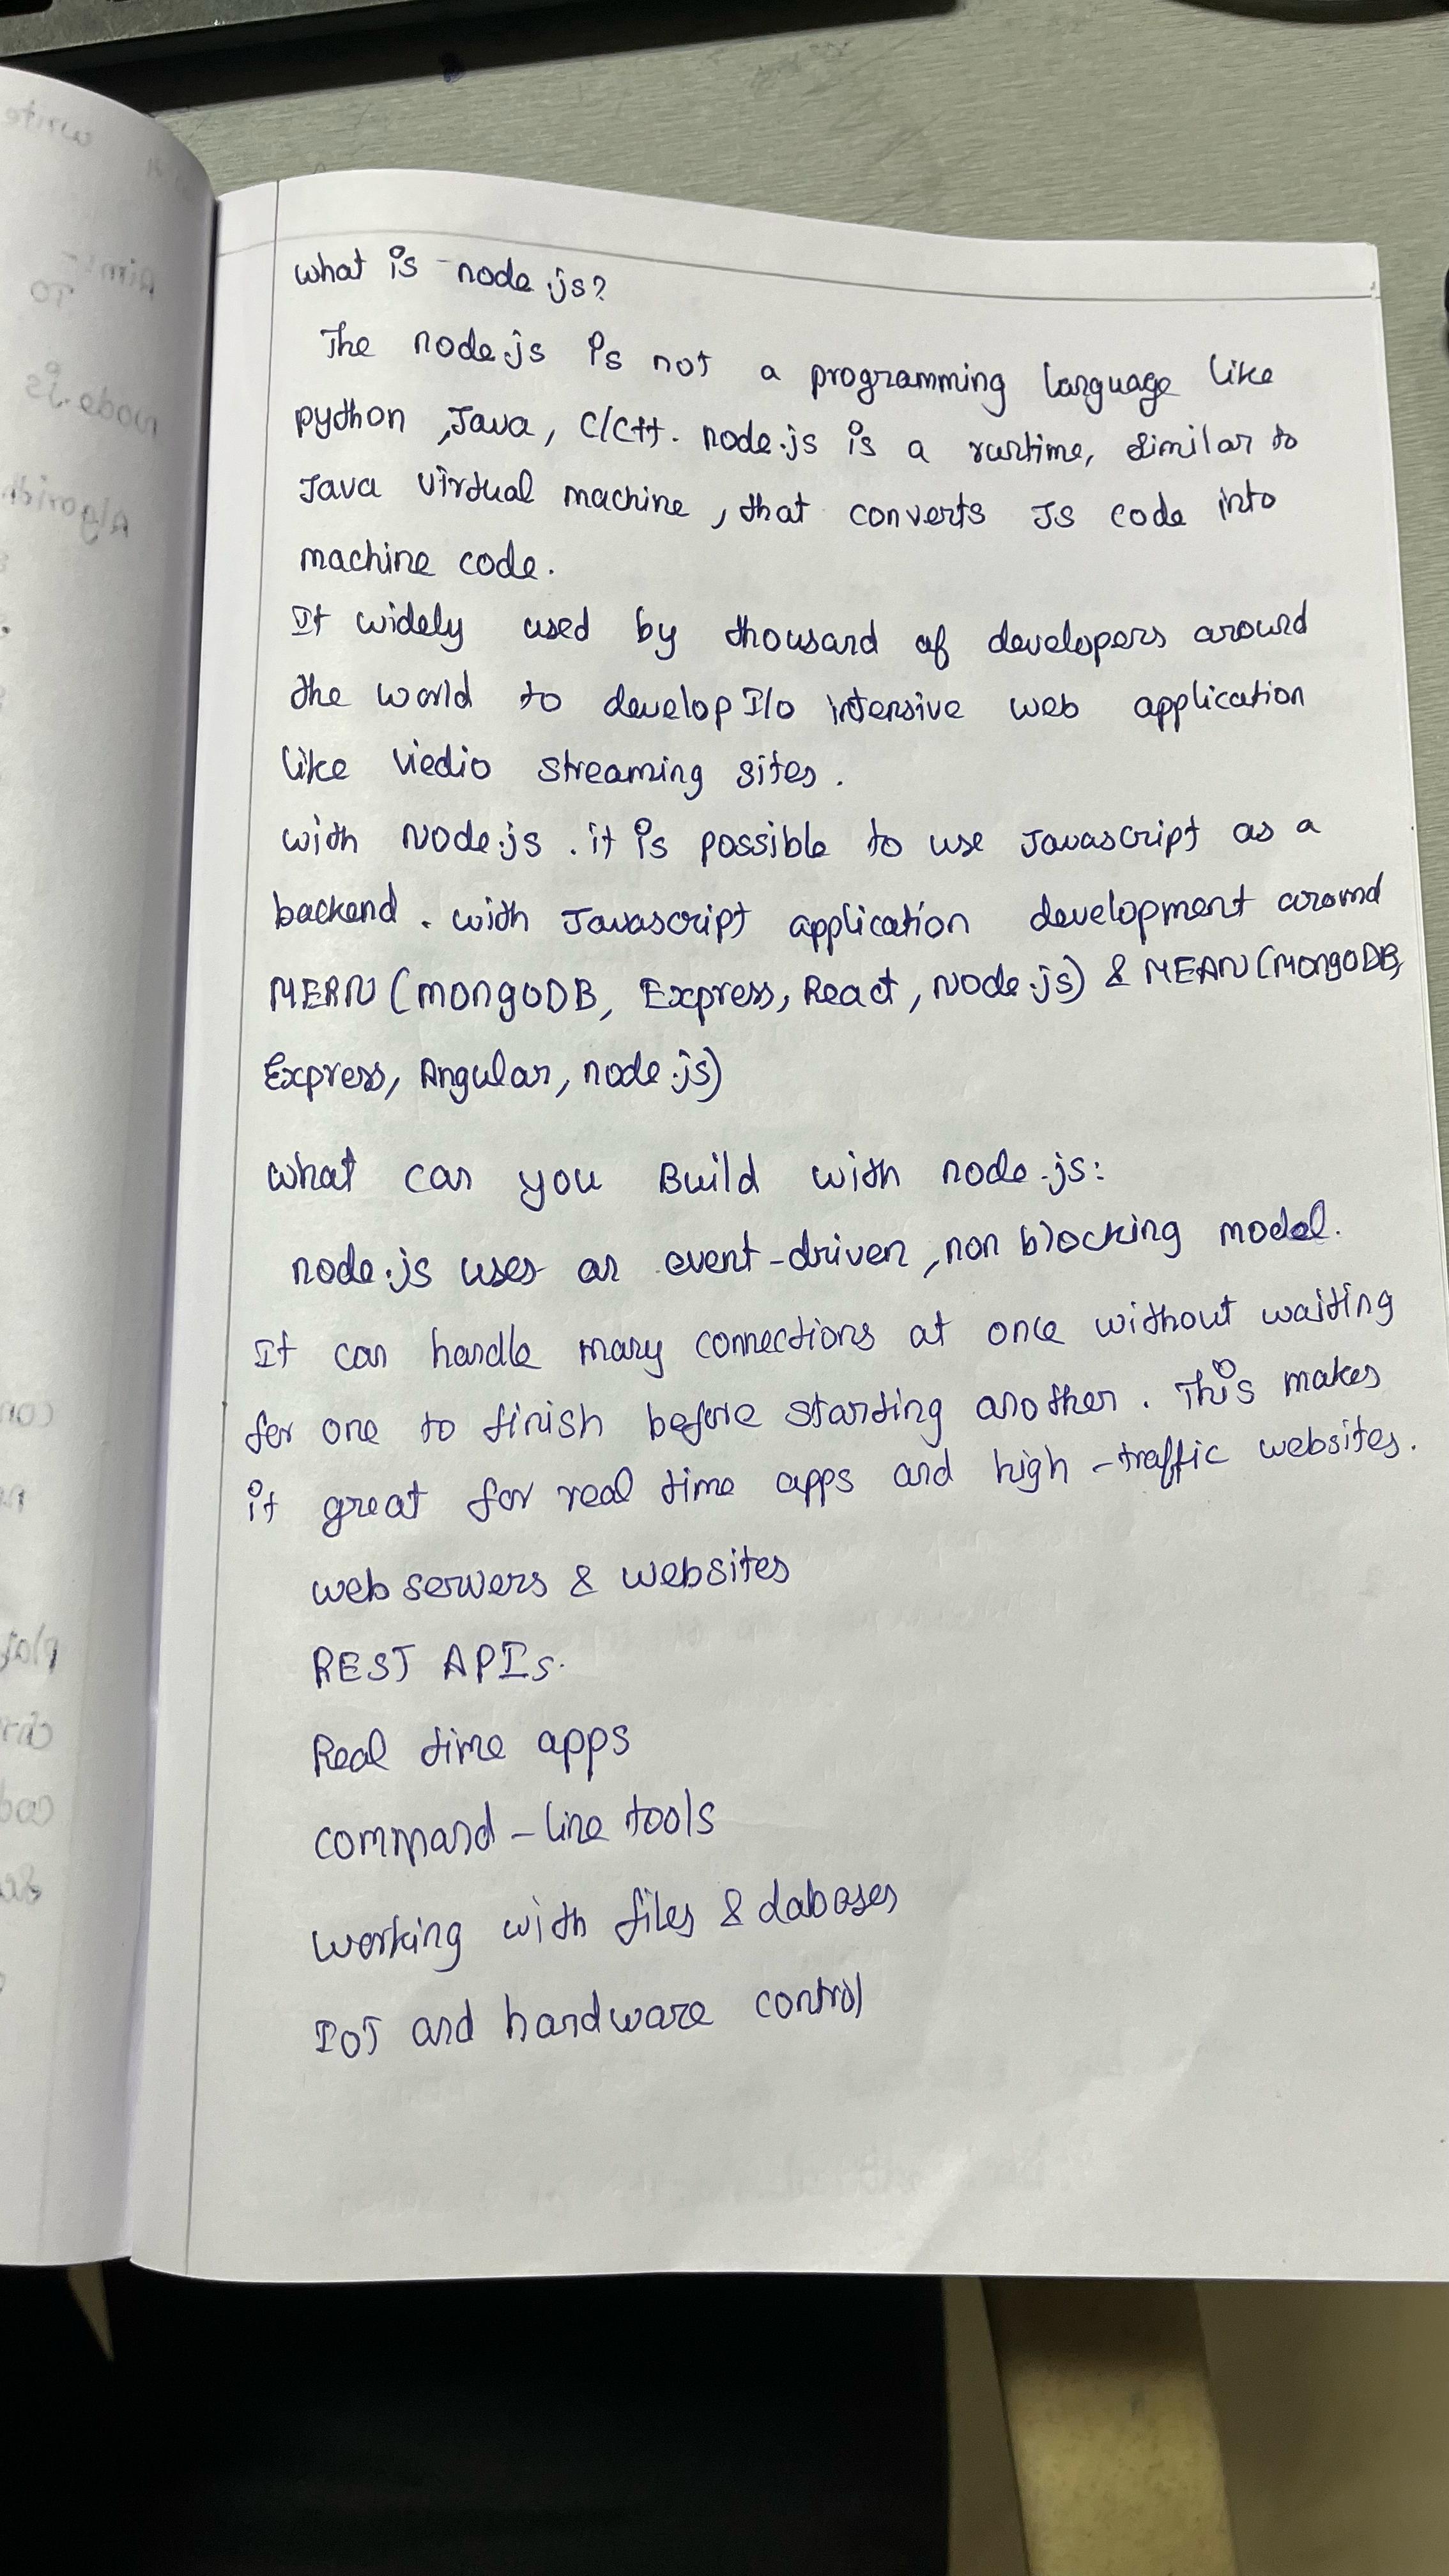 what is node.js?
The node.js is not a programming language like
python, Java, C/C++. node.js is a runtime, similar to
Java virtual machine, that converts JS code into
machine code.
It widely used by thousand of developers around
the world to develop I/o intensive web application
like viedio streaming sites.
with Node.js. it is possible to use Javascript as a
backend. with Javascript application development around
MERN (mongoDB, Express, React, Node.js) & MEAN (MongoDB,
Express, Angular, node.js)
what can you Build with node.js:
node.js uses an event-driven, non blocking model.
It can handle many connections at once without waiting
for one to finish before starting another. This makes
it great for real time apps and high-traffic websites.
web servers & websites
REST APIs.
Real time apps
command-line tools
working with files & dabases
IoT and hardware control